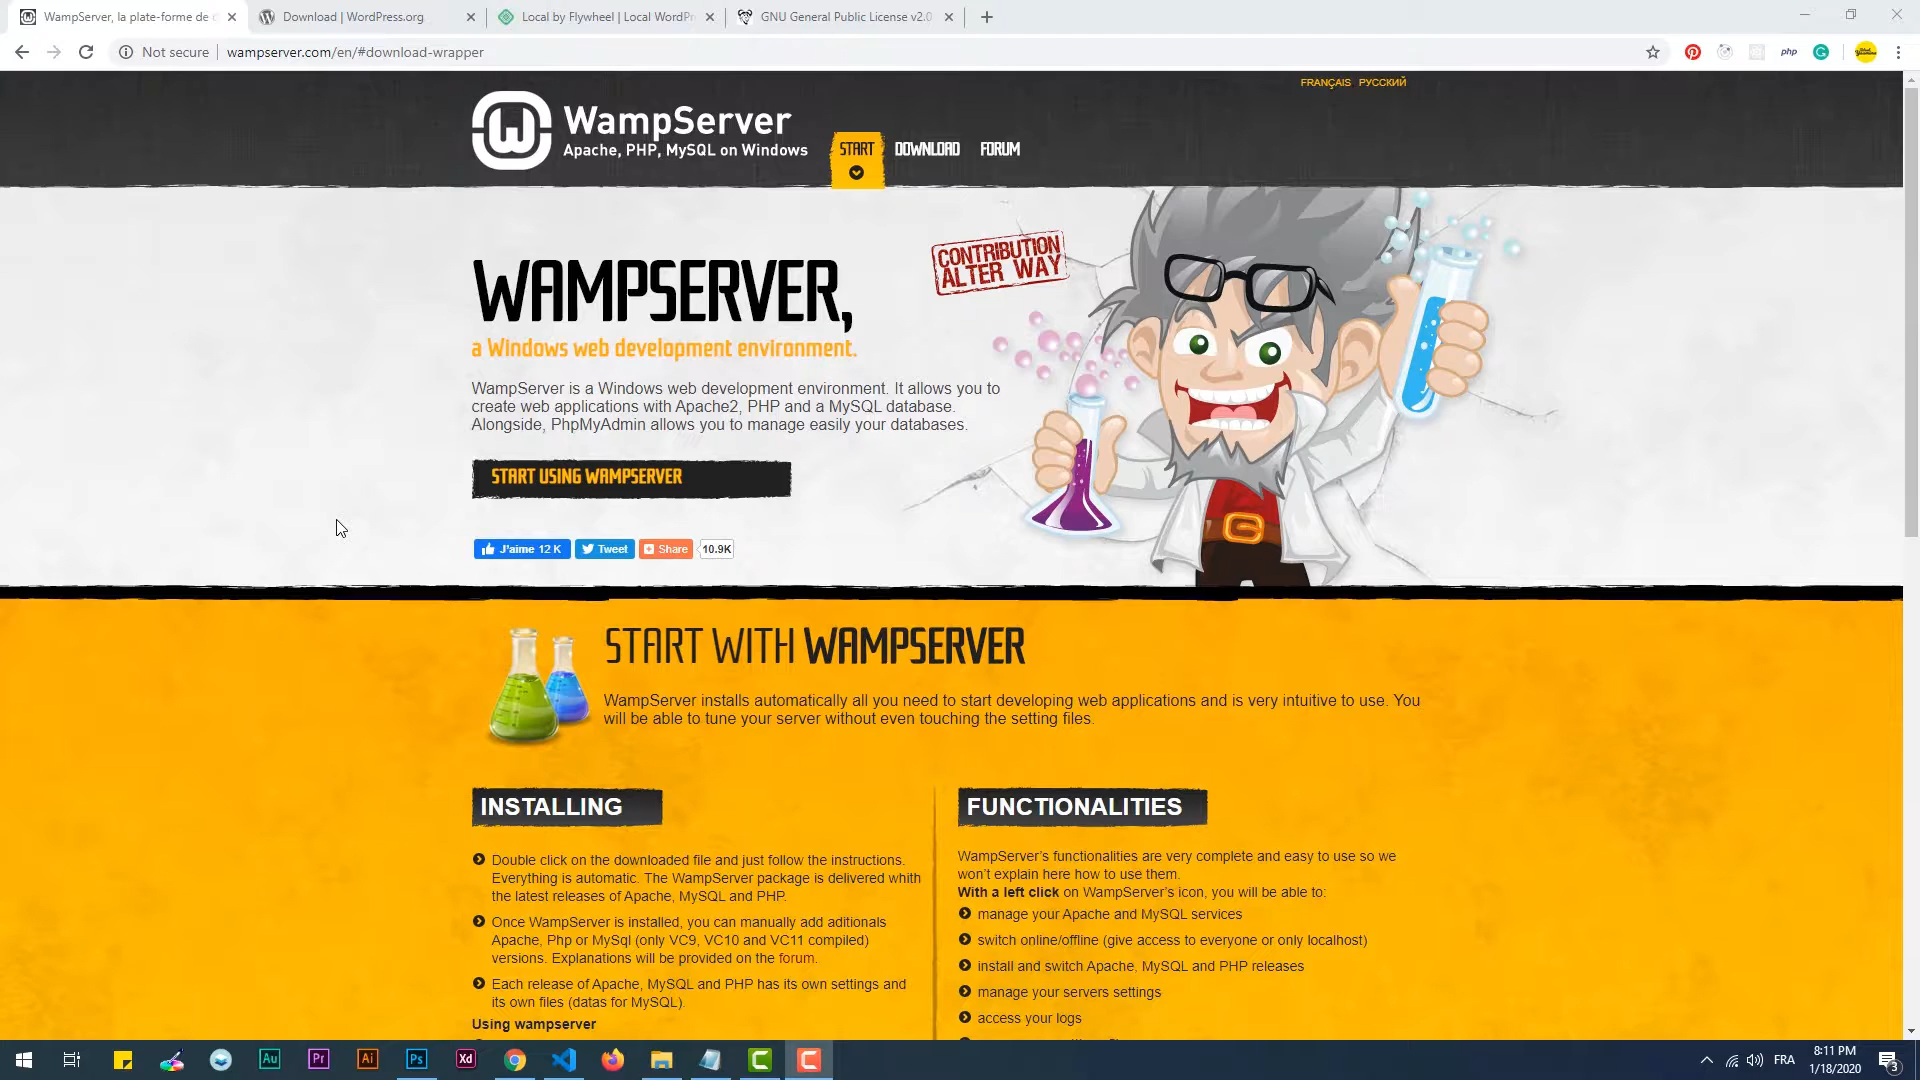 WampServer, la plate-forme de d
Download | WordPress.org
Local by Flywheel | Local WordPr
GNU General Public License v2.0
Not secure
wampserver.com/en/#download-wrapper
php
FRANÇAIS РУССКИЙ
WampServer
Apache, PHP, MySQL on Windows
START
DOWNLOAD
FORUM
CONTRIBUTION
ALTER WAY
WAMPSERVER,
a Windows web development environment.
WampServer is a Windows web development environment. It allows you to
create web applications with Apache2, PHP and a MySQL database.
Alongside, PhpMyAdmin allows you to manage easily your databases.
START USING WAMPSERVER
J'aime 12 K
Tweet
Share
10.9K
START WITH WAMPSERVER
WampServer installs automatically all you need to start developing web applications and is very intuitive to use. You
will be able to tune your server without even touching the setting files.
INSTALLING
Double click on the downloaded file and just follow the instructions.
Everything is automatic. The WampServer package is delivered whith
the latest releases of Apache, MySQL and PHP.
Once WampServer is installed, you can manually add aditionals
Apache, Php or MySql (only VC9, VC10 and VC11 compiled)
versions. Explanations will be provided on the forum.
Each release of Apache, MySQL and PHP has its own settings and
its own files (datas for MySQL).
Using wampserver
FUNCTIONALITIES
WampServer's functionalities are very complete and easy to use so we
won't explain here how to use them.
With a left click on WampServer's icon, you will be able to:
manage your Apache and MySQL services
switch online/offline (give access to everyone or only localhost)
install and switch Apache, MySQL and PHP releases
manage your servers settings
access your logs
Au
Pr
Ai
Ps
Xd
FRA
8:11 PM
1/18/2020
3